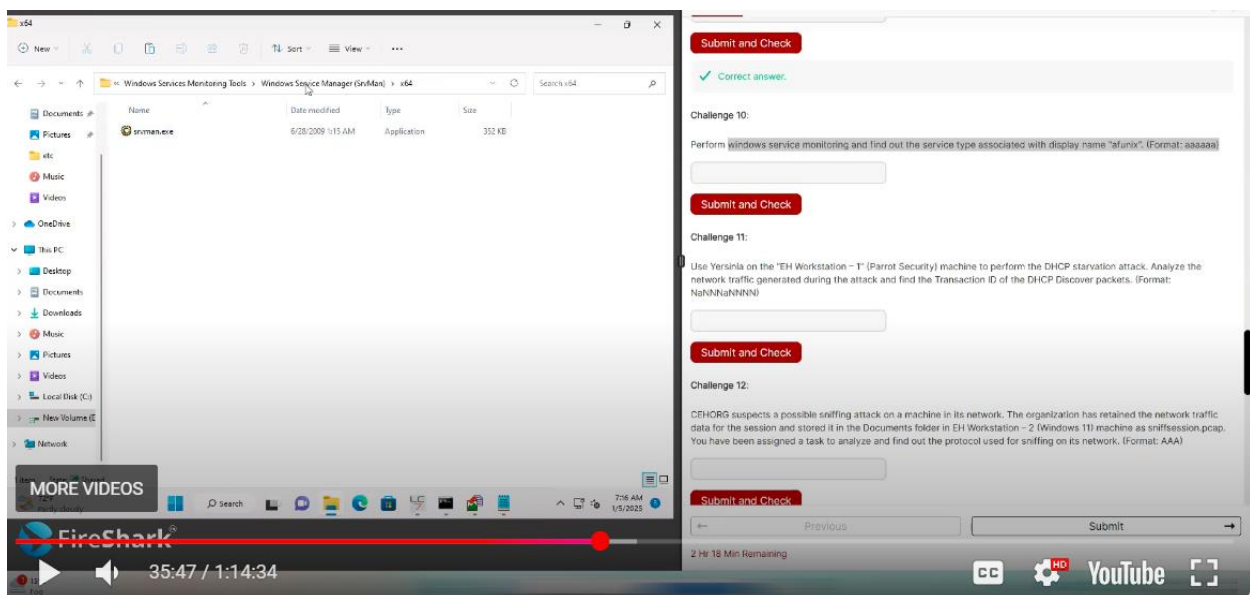 x64
New
Sort
View
Windows Services Monitoring Tools > Windows Service Manager (SrvMan) > x64
Search x64
Name
Date modified
Type
Size
srvman.exe
6/28/2009 1:15 AM
Application
352 KB
Documents
Pictures
etc
Music
Videos
OneDrive
This PC
Desktop
Documents
Downloads
Music
Pictures
Videos
Local Disk (C:)
New Volume (E
Network
Search
7:16 AM
1/5/2025
Submit and Check
Correct answer.
Challenge 10:
Perform windows service monitoring and find out the service type associated with display name "afunix". (Format: aaaaaa)
Submit and Check
Challenge 11:
Use Yersinia on the "EH Workstation – 1" (Parrot Security) machine to perform the DHCP starvation attack. Analyze the
network traffic generated during the attack and find the Transaction ID of the DHCP Discover packets. (Format:
NaNNNaNNNN)
Submit and Check
Challenge 12:
CEHORG suspects a possible sniffing attack on a machine in its network. The organization has retained the network traffic
data for the session and stored it in the Documents folder in EH Workstation – 2 (Windows 11) machine as sniffsession.pcap.
You have been assigned a task to analyze and find out the protocol used for sniffing on its network. (Format: AAA)
Submit and Check
Previous
Submit
2 Hr 18 Min Remaining
MORE VIDEOS
FireShark®
35:47 / 1:14:34
CC
HD
YouTube